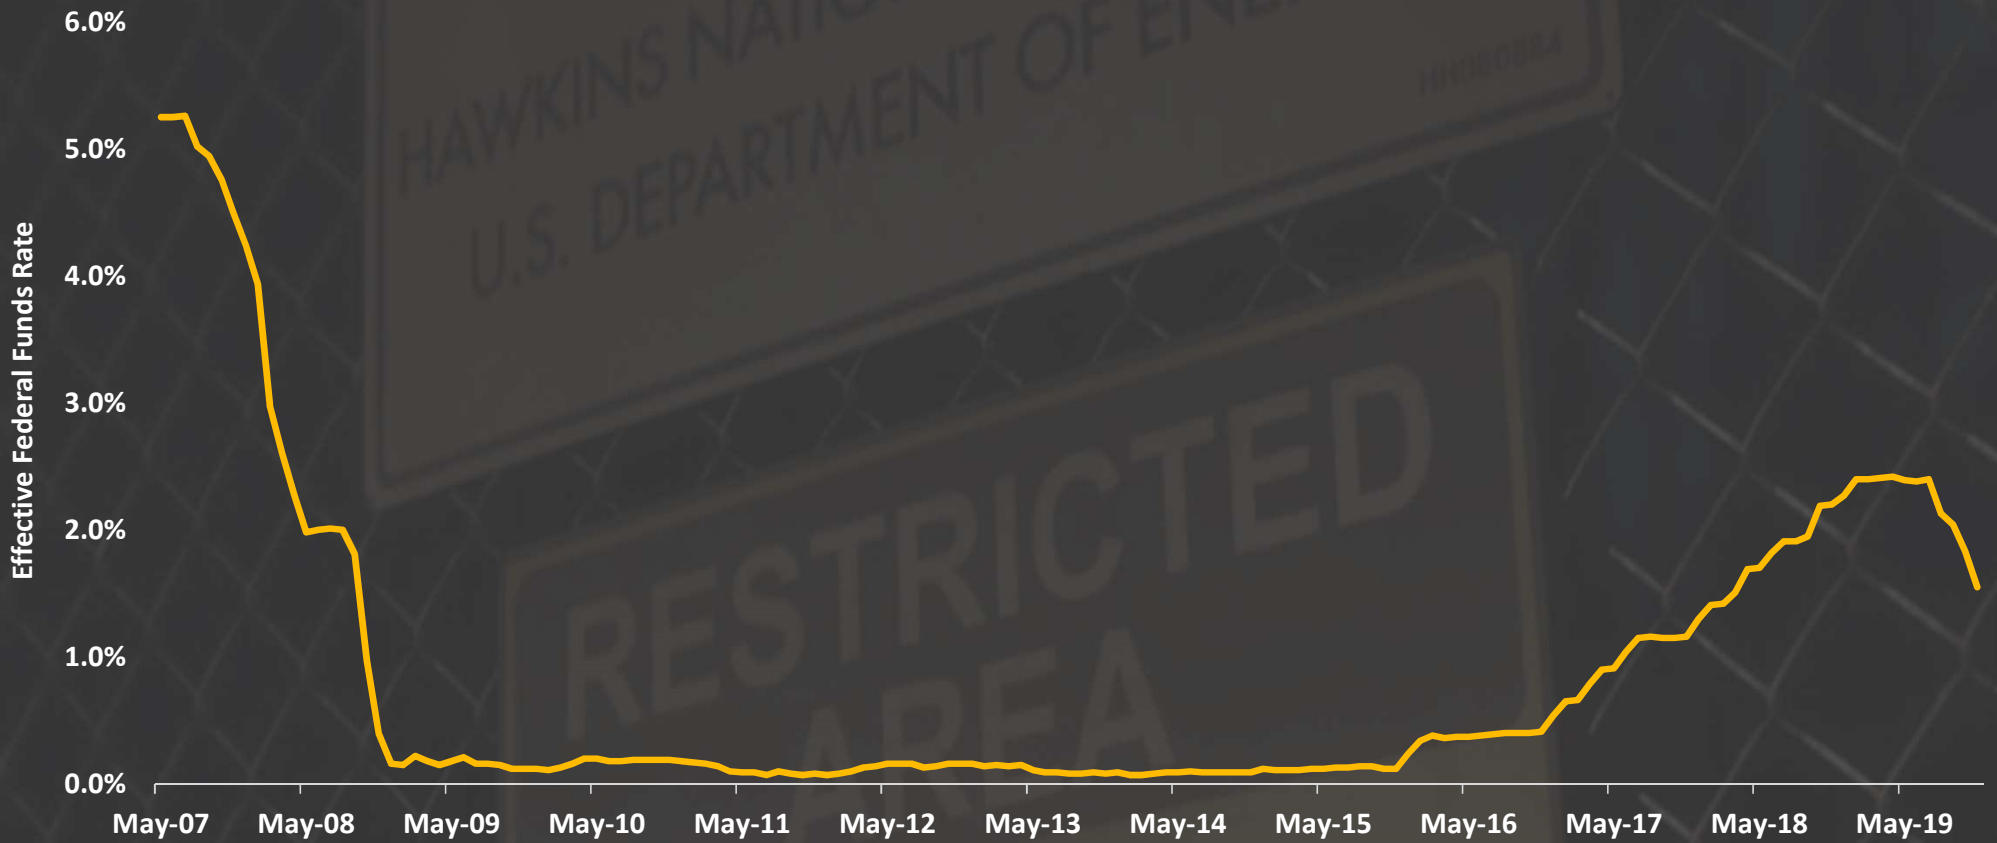 6.0%
5.0%
4.0%
3.0%
2.0%
1.0%
0.0%
Effective Federal Funds Rate
May-07 May-08 May-09 May-10 May-11 May-12 May-13 May-14 May-15 May-16 May-17 May-18 May-19
HAWKINS
U.S. DEPARTMENT OF
RESTRICTED
AREA